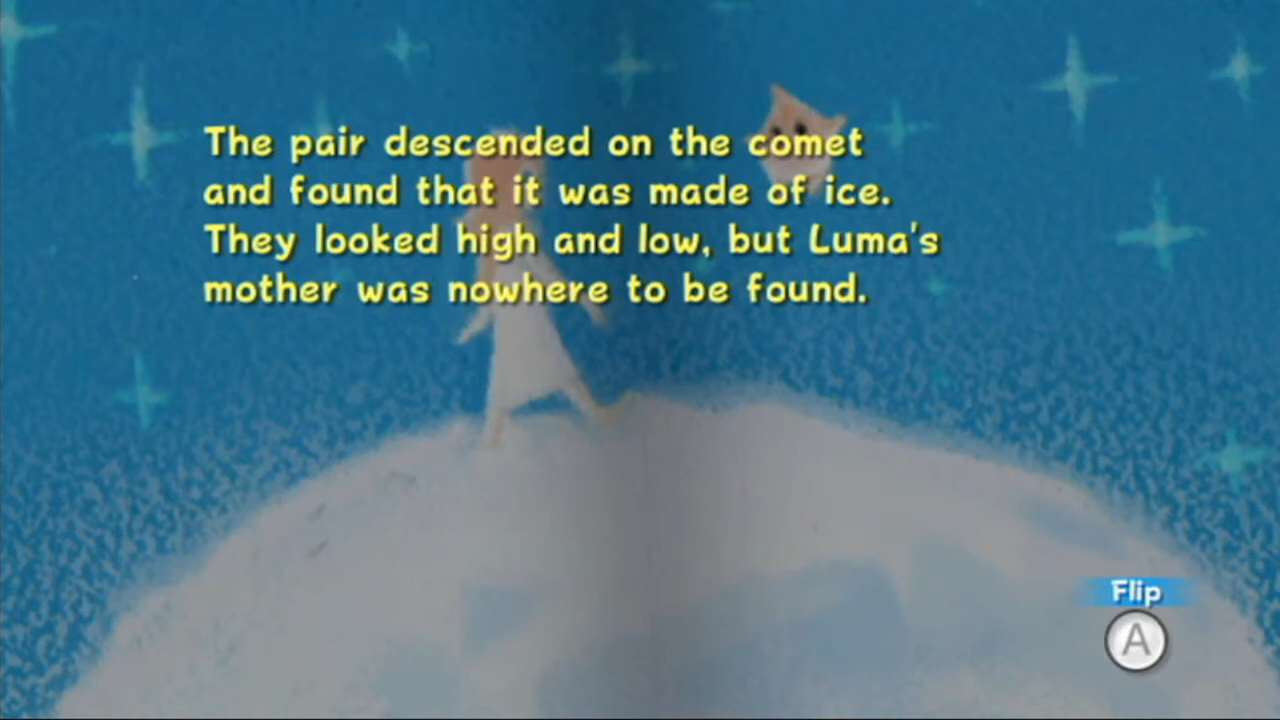 The pair descended on the comet
and found that it was made of ice.
They looked high and low, but Luma's
mother was nowhere to be found.
Flip
A